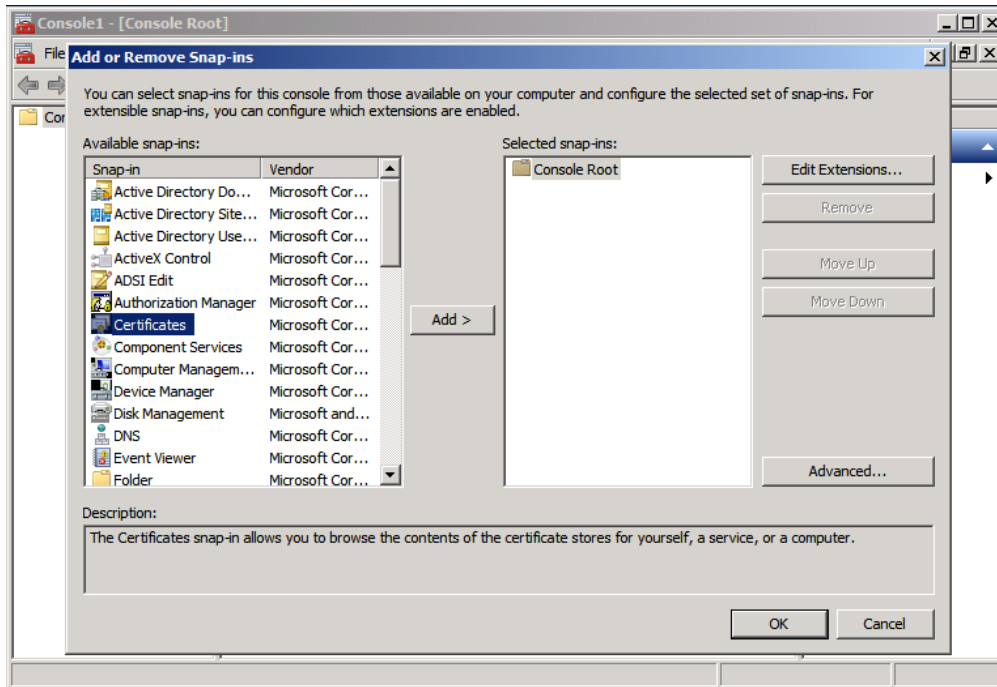 Console1 - [Console Root]
File
Add or Remove Snap-ins
You can select snap-ins for this console from those available on your computer and configure the selected set of snap-ins. For
extensible snap-ins, you can configure which extensions are enabled.
Available snap-ins:
Snap-in Vendor
Active Directory Do... Microsoft Cor...
Active Directory Site... Microsoft Cor...
Active Directory Use... Microsoft Cor...
ActiveX Control Microsoft Cor...
ADSI Edit Microsoft Cor...
Authorization Manager Microsoft Cor...
Certificates Microsoft Cor...
Component Services Microsoft Cor...
Computer Managem... Microsoft Cor...
Device Manager Microsoft Cor...
Disk Management Microsoft and...
DNS Microsoft Cor...
Event Viewer Microsoft Cor...
Folder Microsoft Cor...
Add >
Selected snap-ins:
Console Root
Edit Extensions...
Remove
Move Up
Move Down
Advanced...
Description:
The Certificates snap-in allows you to browse the contents of the certificate stores for yourself, a service, or a computer.
OK Cancel